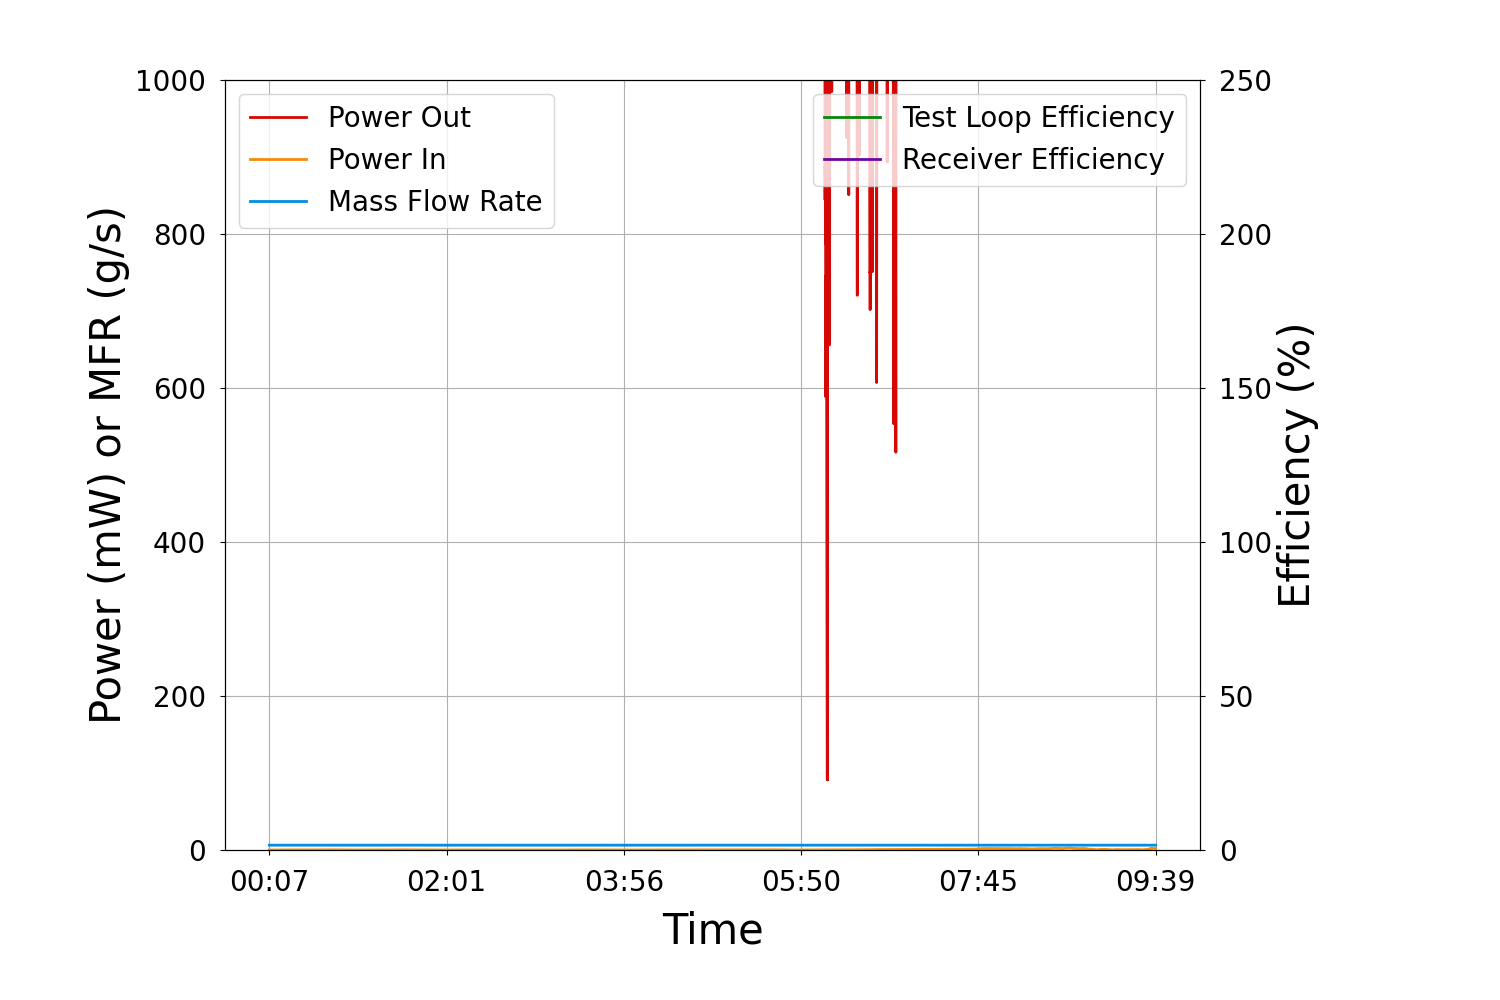 1000
800
600
400
200
0
Power (mW) or MFR (g/s)
Power Out
Power In
Mass Flow Rate
Test Loop Efficiency
Receiver Efficiency
250
200
150
100
50
0
Efficiency (%)
00:07 02:01 03:56 05:50 07:45 09:39
Time